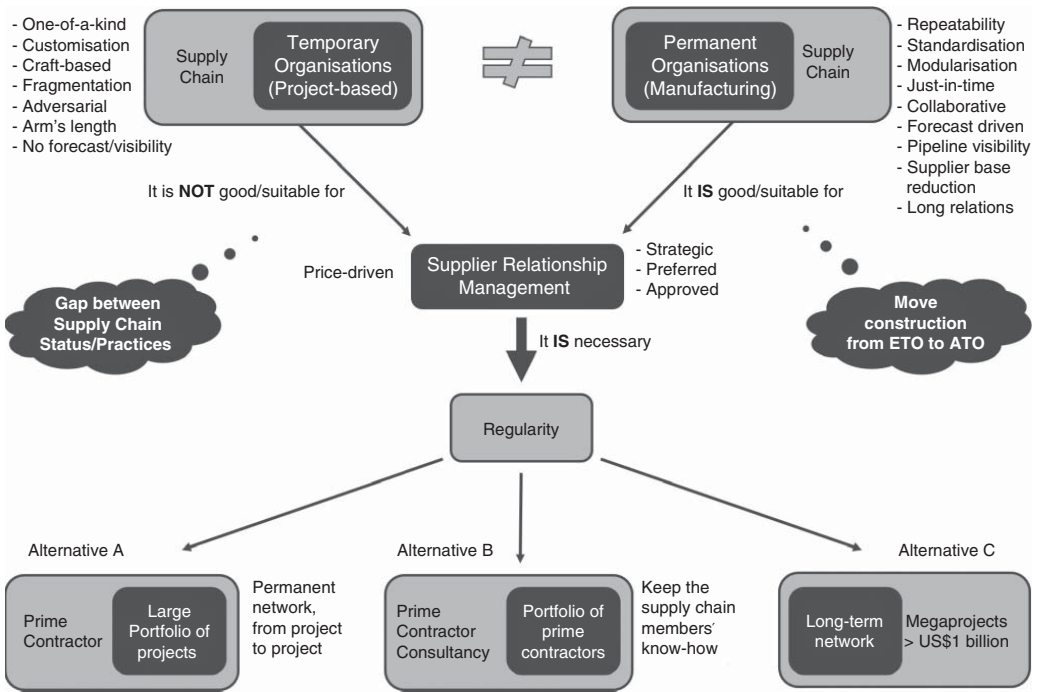 - One-of-a-kind
- Customisation
- Craft-based
- Fragmentation
- Adversarial
- Arm's length
- No forecast/visibility
Supply
Chain
Temporary
Organisations
(Project-based)
≠
Permanent
Organisations
(Manufacturing)
Supply
Chain
- Repeatability
- Standardisation
- Modularisation
- Just-in-time
- Collaborative
- Forecast driven
- Pipeline visibility
- Supplier base
reduction
- Long relations
It is NOT good/suitable for
It IS good/suitable for
Gap between
Supply Chain
Status/Practices
Price-driven
Supplier Relationship
Management
- Strategic
- Preferred
- Approved
Move
construction
from ETO to ATO
It IS necessary
Regularity
Alternative A
Prime
Contractor
Large
Portfolio of
projects
Permanent
network,
from project
to project
Alternative B
Prime
Contractor
Consultancy
Portfolio of
prime
contractors
Keep the
supply chain
members′
know-how
Alternative C
Long-term
network
Megaprojects
> US$1 billion